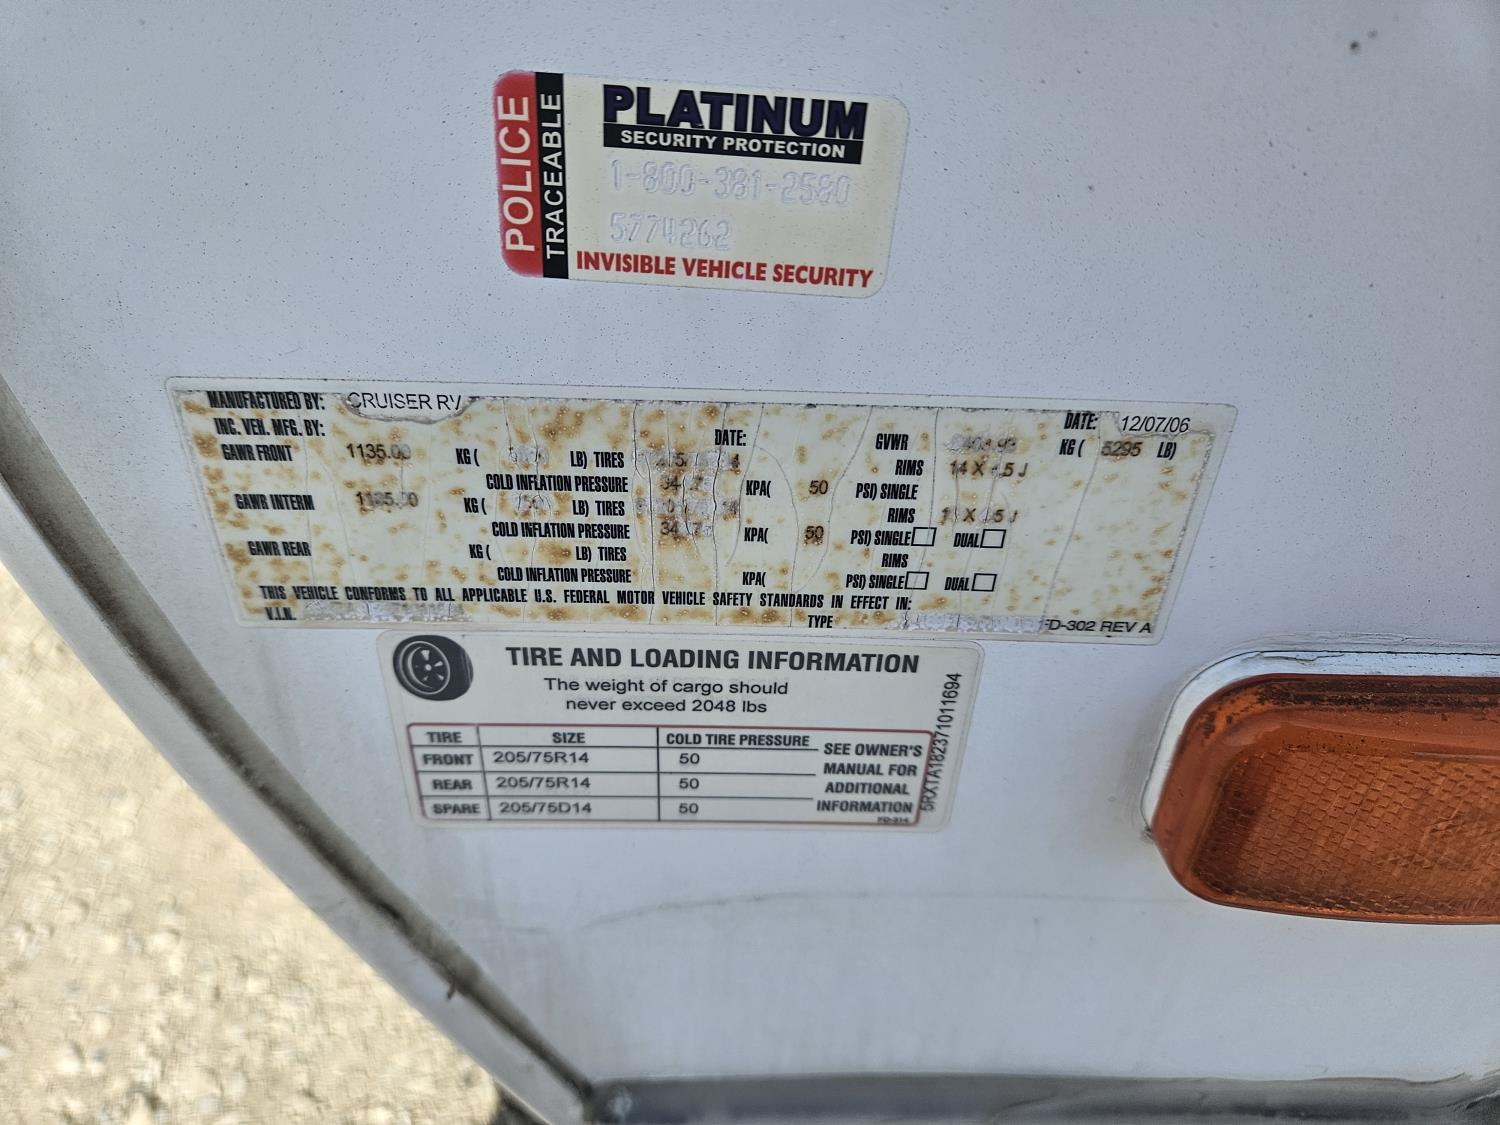 POLICE
TRACEABLE
PLATINUM
SECURITY PROTECTION
1-800-381-2580
5774262
INVISIBLE VEHICLE SECURITY
MANUFACTURED BY: CRUISER RV DATE: 12/07/06
INC. VEH. MFG. BY: DATE: GVWR KG ( 5295 LB)
GAWR FRONT 1135.00 KG ( LB) TIRES RIMS 14 X 5 J
COLD INFLATION PRESSURE KPA( 50 PSI) SINGLE
GAWR INTERM 1135.00 KG ( LB) TIRES RIMS X 5 J
COLD INFLATION PRESSURE KPA( 50 PSI) SINGLE DUAL
GAWR REAR KG ( LB) TIRES RIMS
COLD INFLATION PRESSURE KPA( PSI) SINGLE DUAL
THIS VEHICLE CONFORMS TO ALL APPLICABLE U.S. FEDERAL MOTOR VEHICLE SAFETY STANDARDS IN EFFECT IN:
V.I.N. TYPE FD-302 REV A
TIRE AND LOADING INFORMATION
The weight of cargo should
never exceed 2048 lbs
TIRE SIZE COLD TIRE PRESSURE
FRONT 205/75R14 50
REAR 205/75R14 50
SPARE 205/75D14 50
SEE OWNER'S
MANUAL FOR
ADDITIONAL
INFORMATION
FD-314
5RXTA182371011694